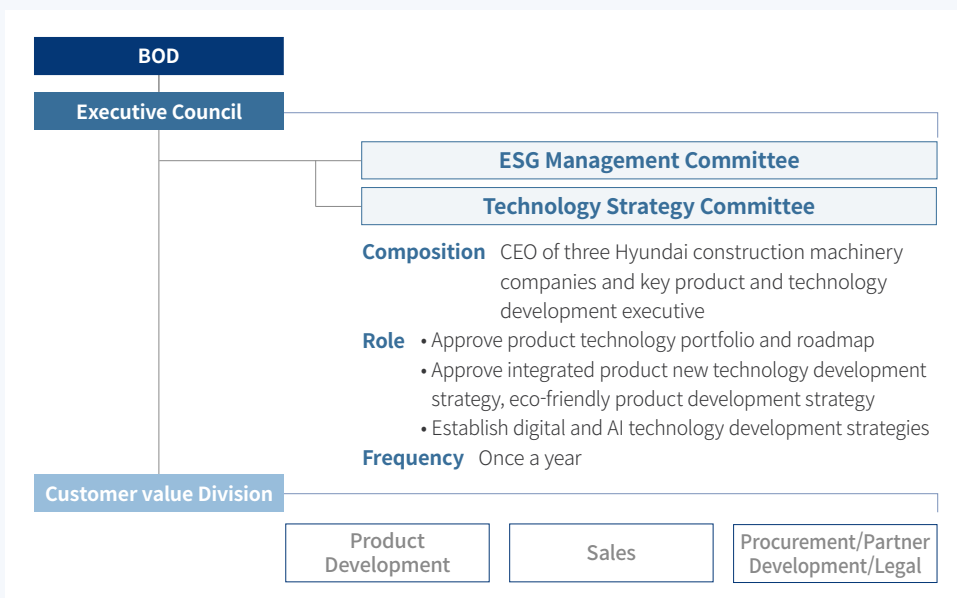 BOD
Executive Council
ESG Management Committee
Technology Strategy Committee
Composition CEO of three Hyundai construction machinery
companies and key product and technology
development executive
Role • Approve product technology portfolio and roadmap
• Approve integrated product new technology development
strategy, eco-friendly product development strategy
• Establish digital and AI technology development strategies
Frequency Once a year
Customer value Division
Product
Development
Sales
Procurement/Partner
Development/Legal